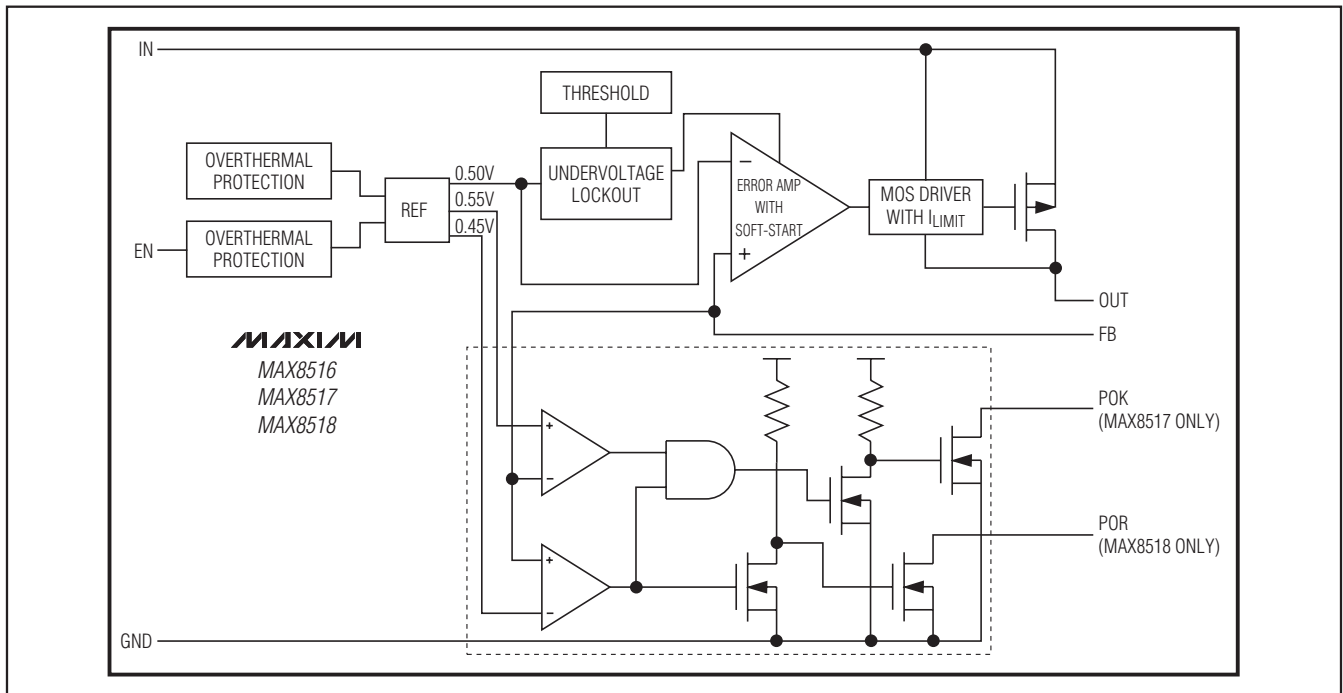 IN
THRESHOLD
OVERTHERMAL
PROTECTION
REF
0.50V
0.55V
0.45V
UNDERVOLTAGE
LOCKOUT
−
ERROR AMP
WITH
SOFT-START
+
MOS DRIVER
WITH ILIMIT
EN
OVERTHERMAL
PROTECTION
OUT
FB
MAXIM
MAX8516
MAX8517
MAX8518
+
−
+
−
POK
(MAX8517 ONLY)
POR
(MAX8518 ONLY)
GND